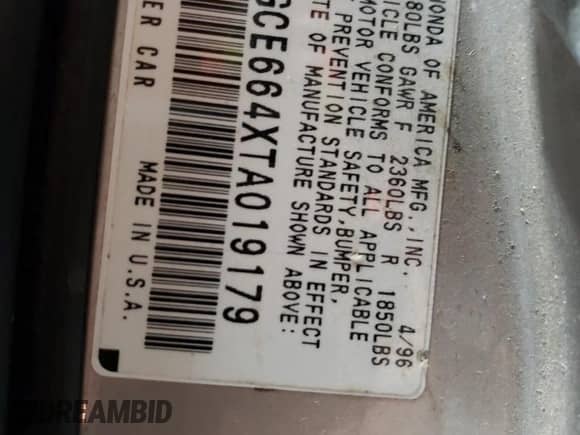 HONDA OF AMERICA MFG., INC. 4/96
80LBS GAWR F 2360LBS R 1850LBS
ICLE CONFORMS TO ALL APPLICABLE
MOTOR VEHICLE SAFETY, BUMPER,
T PREVENTION STANDARDS IN EFFECT
TE OF MANUFACTURE SHOWN ABOVE:
GCE664XTA019179
ER CAR MADE IN U.S.A.
DREAMBID